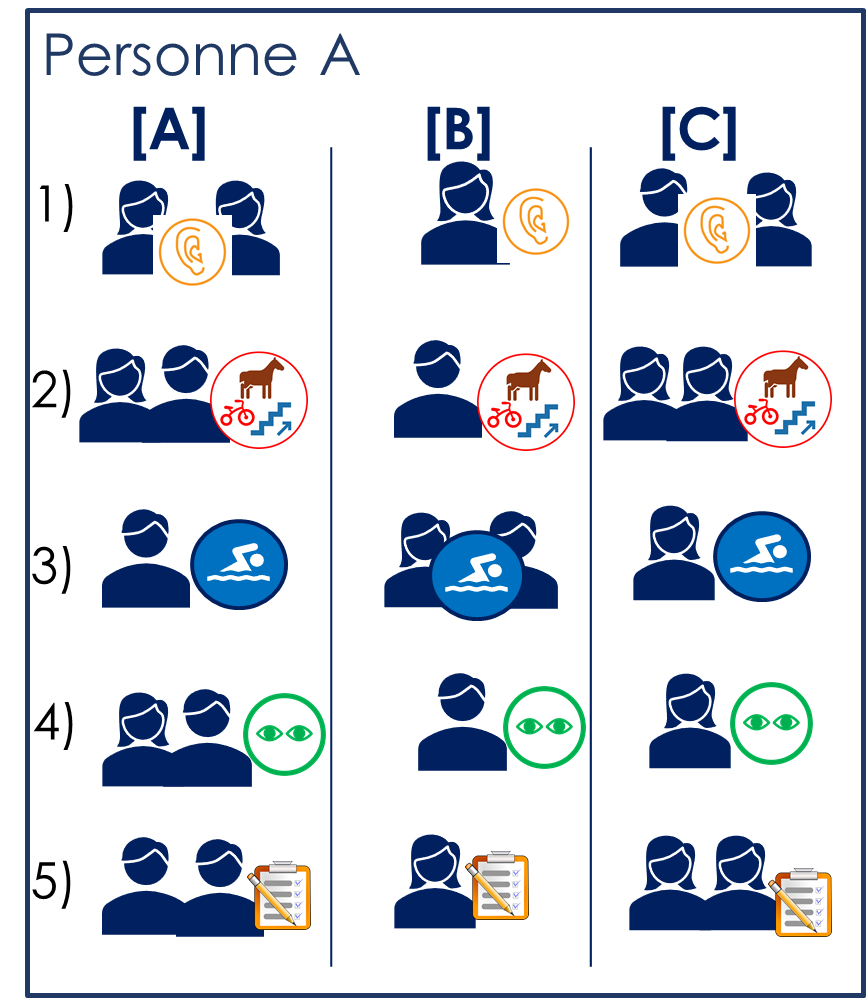 Personne A
[A] [B] [C]
1)
2)
3)
4)
5)